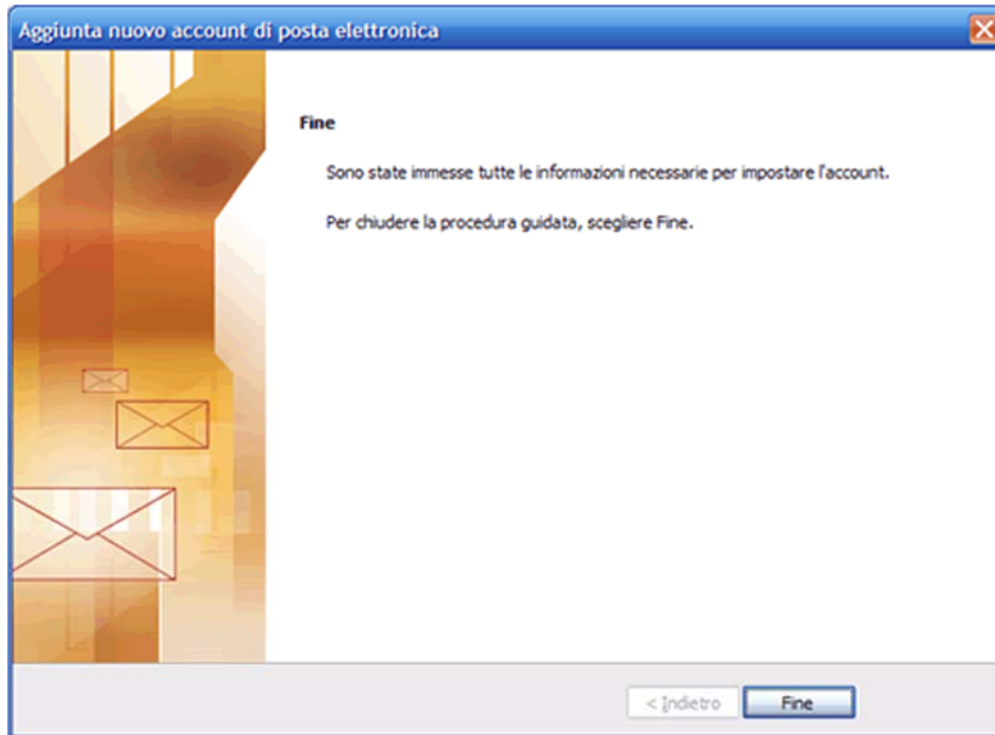 Aggiunta nuovo account di posta elettronica
Fine
Sono state immesse tutte le informazioni necessarie per impostare l'account.
Per chiudere la procedura guidata, scegliere Fine.
< Indietro
Fine